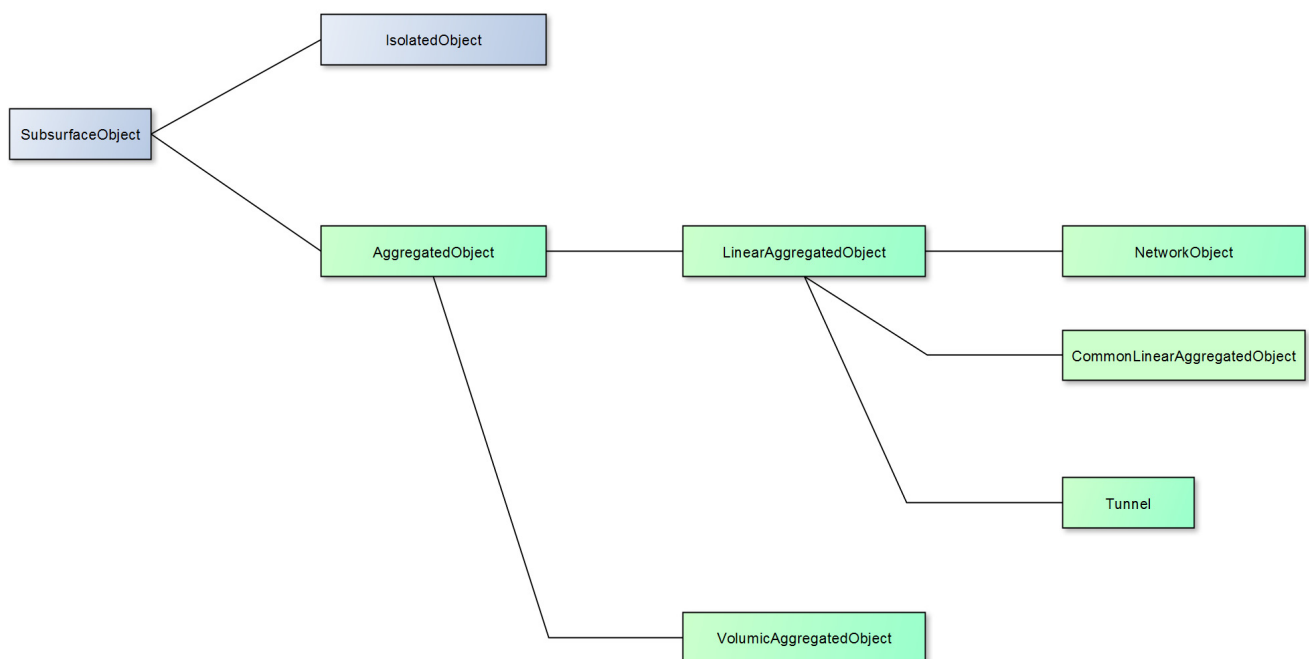 IsolatedObject
SubsurfaceObject
AggregatedObject
LinearAggregatedObject
NetworkObject
CommonLinearAggregatedObject
Tunnel
VolumicAggregatedObject